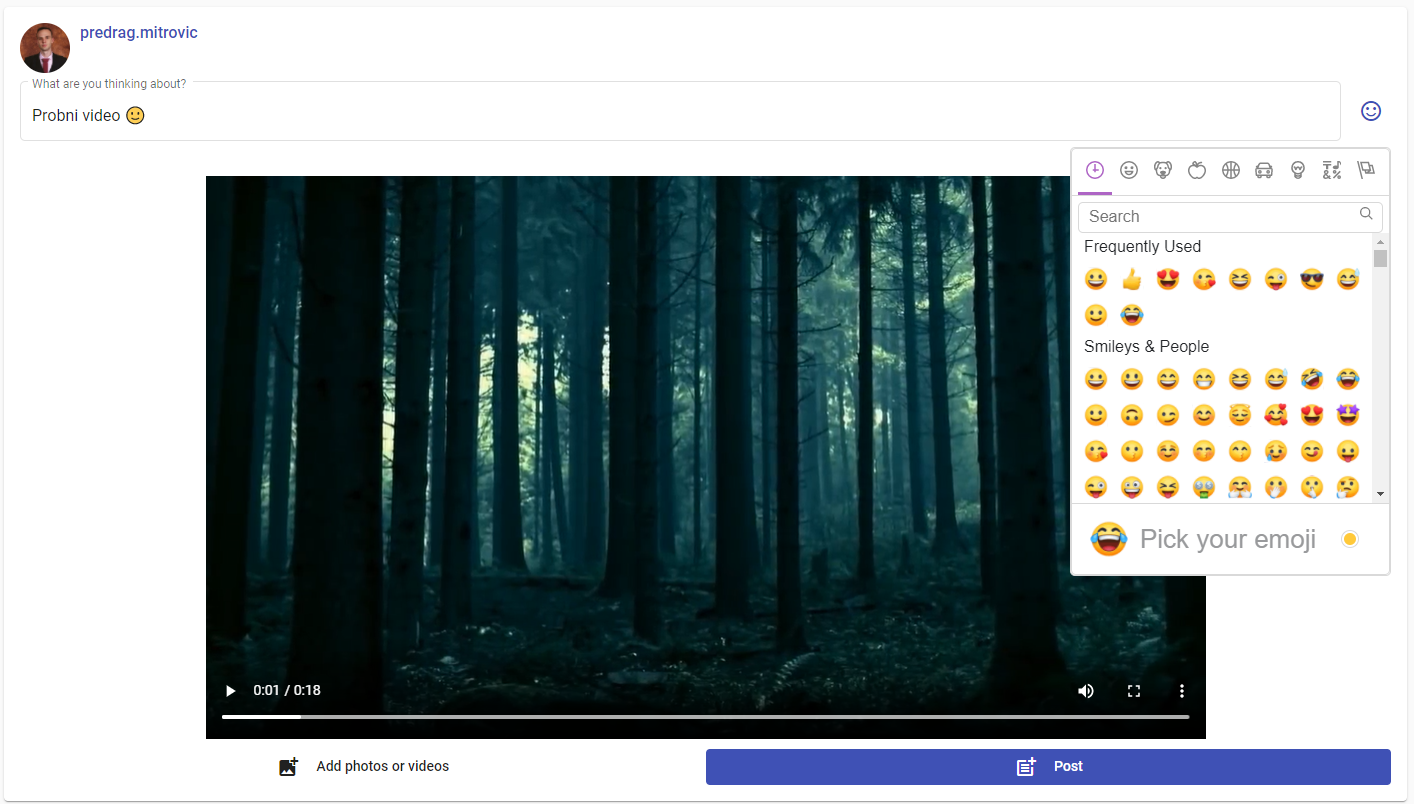 predrag.mitrovic
What are you thinking about?
Probni video 🙂
Search
Frequently Used
Smileys & People
Pick your emoji
0:01 / 0:18
Add photos or videos
Post